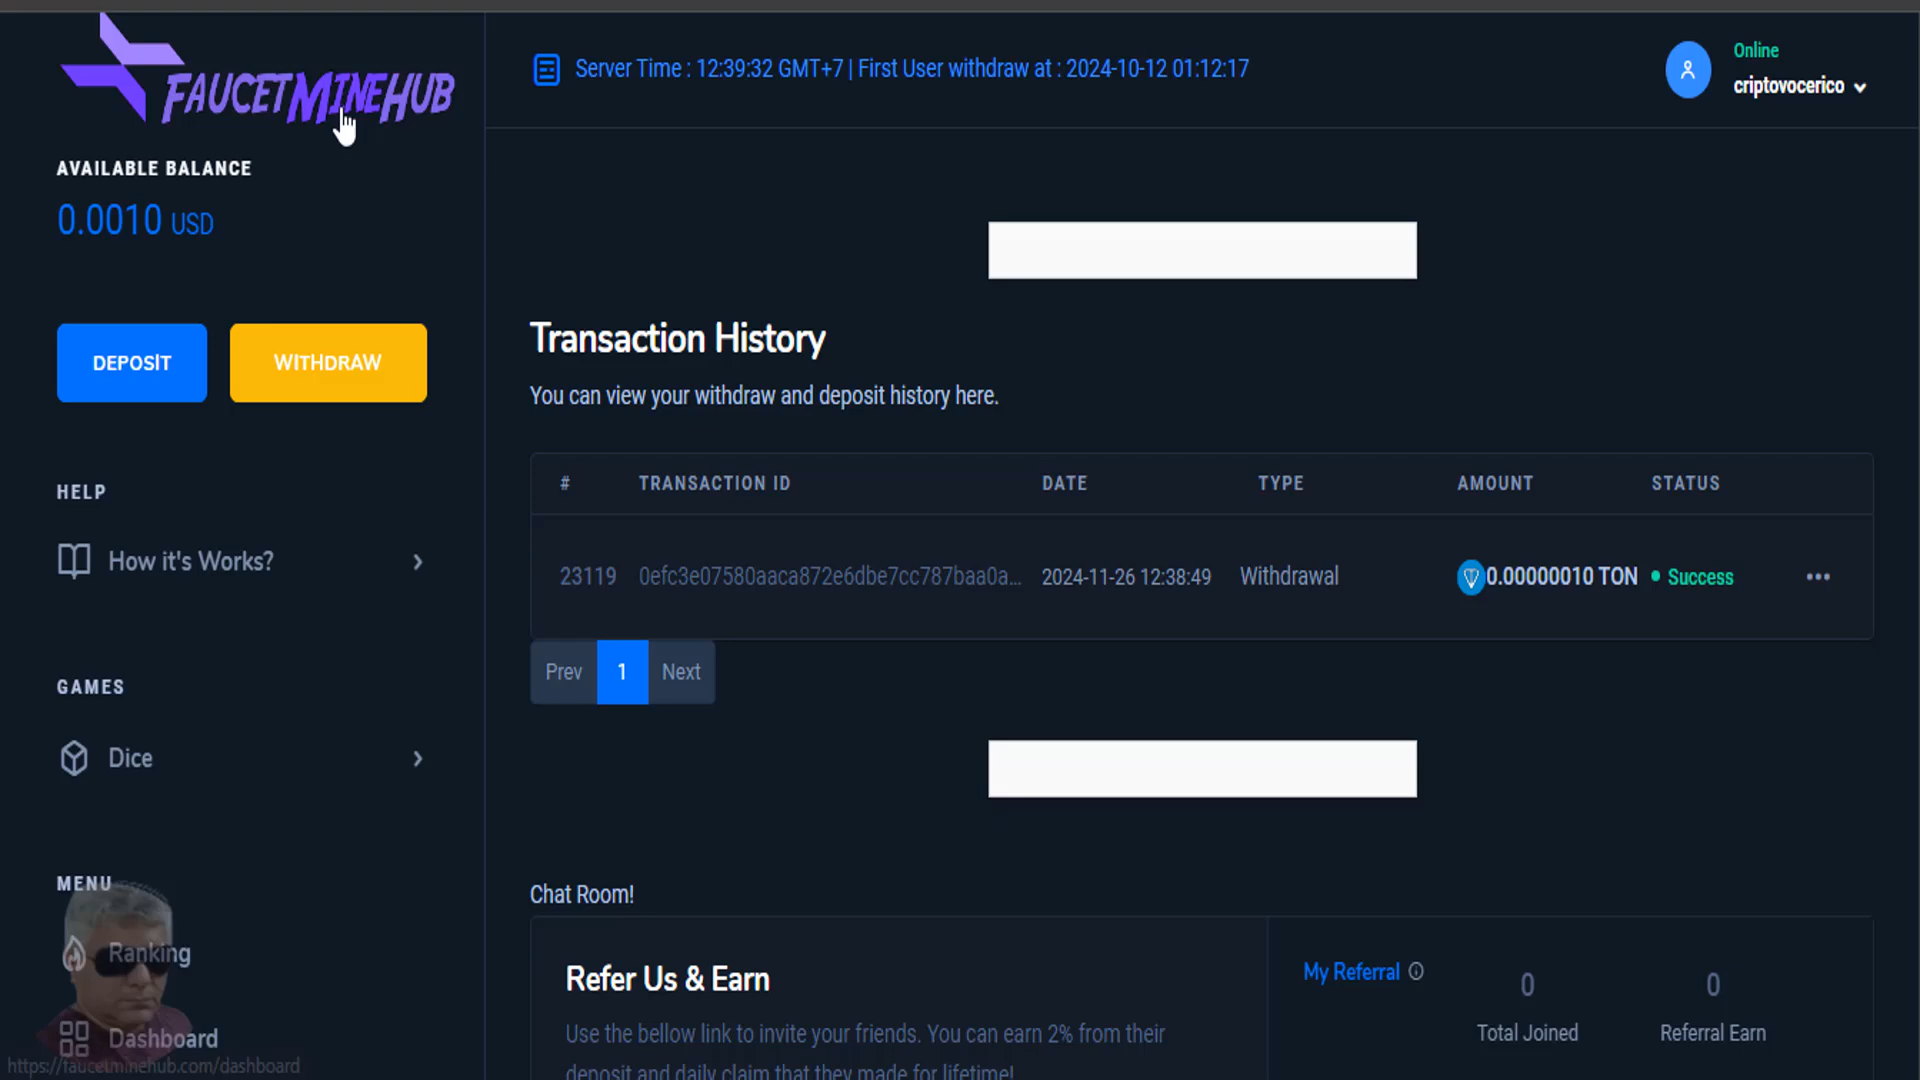 FAUCETMINEHUB
Server Time : 12:39:32 GMT+7 | First User withdraw at : 2024-10-12 01:12:17
Online
criptovocerico
AVAILABLE BALANCE
0.0010 USD
DEPOSIT
WITHDRAW
HELP
How it's Works?
GAMES
Dice
MENU
Ranking
Dashboard
https://faucetminehub.com/dashboard
Transaction History
You can view your withdraw and deposit history here.
# TRANSACTION ID DATE TYPE AMOUNT STATUS
23119 0efc3e07580aaca872e6dbe7cc787baa0a... 2024-11-26 12:38:49 Withdrawal 0.00000010 TON Success
Prev 1 Next
Chat Room!
Refer Us & Earn
Use the bellow link to invite your friends. You can earn 2% from their
deposit and daily claim that they made for lifetime!
My Referral
0
Total Joined
0
Referral Earn